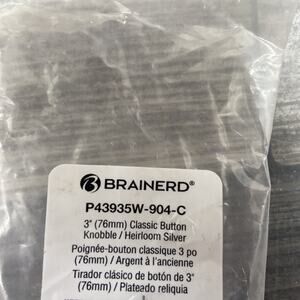 BRAINERD®
P43935W-904-C
3" (76mm) Classic Button
Knobble / Heirloom Silver
Poignée-bouton classique 3 po
(76mm) / Argent à l'ancienne
Tirador clásico de botón de 3"
(76mm) / Plateado reliquia